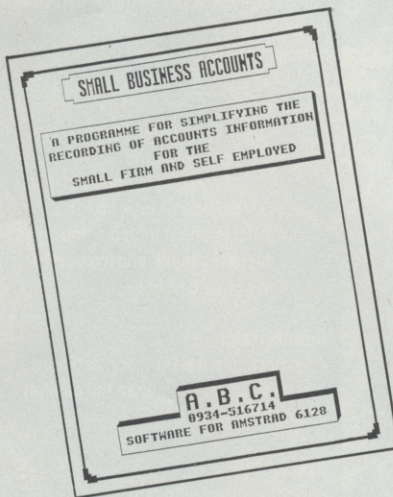 SMALL BUSINESS ACCOUNTS
A PROGRAMME FOR SIMPLIFYING THE
RECORDING OF ACCOUNTS INFORMATION
FOR THE
SMALL FIRM AND SELF EMPLOYED
A.B.C.
0934-516714
SOFTWARE FOR AMSTRAD 6128